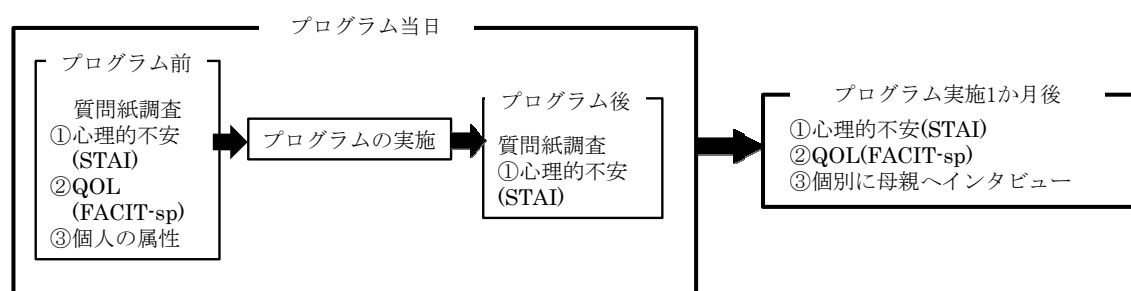 プログラム当日
プログラム前
質問紙調査
①心理的不安
(STAI)
②QOL
(FACIT-sp)
③個人の属性
プログラムの実施
プログラム後
質問紙調査
①心理的不安
(STAI)
プログラム実施1か月後
①心理的不安(STAI)
②QOL(FACIT-sp)
③個別に母親へインタビュー